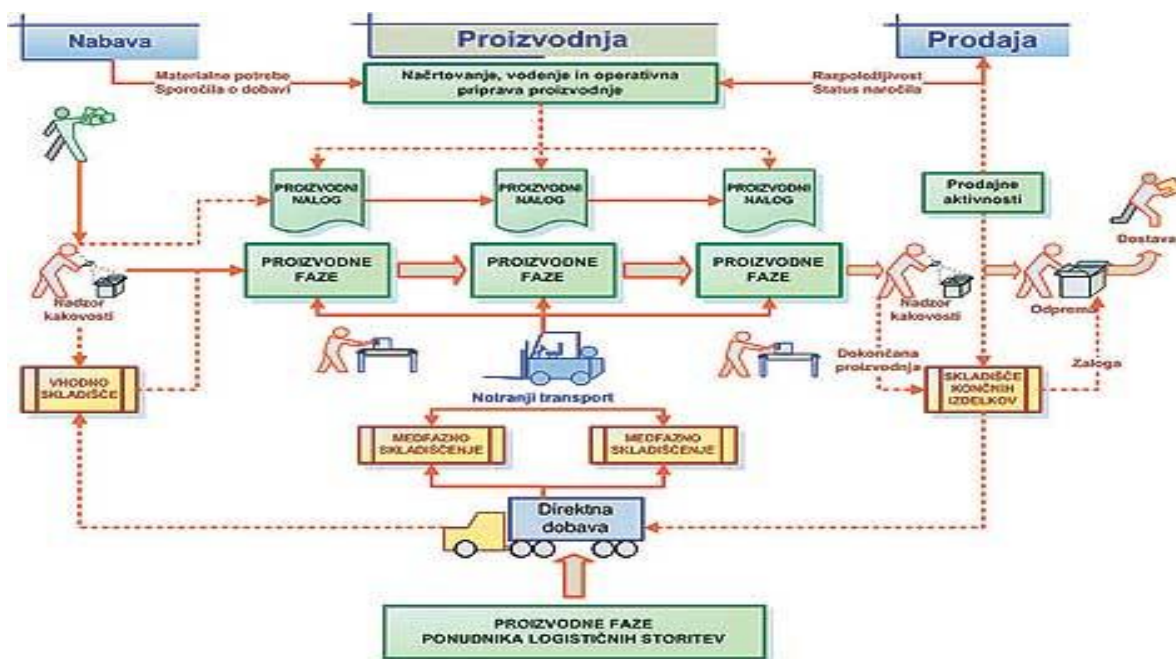 Nabava
Proizvodnja
Prodaja
Materialne potrebe
Sporočila o dobavi
Načrtovanje, vodenje in operativna
priprava proizvodnje
Razpoložljivost
Status naročila
PROIZVODNI
NALOG
PROIZVODNI
NALOG
PROIZVODNI
NALOG
Prodajne
aktivnosti
Dostava
PROIZVODNE
FAZE
PROIZVODNE
FAZE
PROIZVODNE
FAZE
Nadzor
kakovosti
Nadzor
kakovosti
Odprema
VHODNO
SKLADIŠČE
Notranji transport
Dokončana
proizvodnja
SKLADIŠČE
KONČNIH
IZDELKOV
Zaloga
MEDFAZNO
SKLADIŠČENJE
MEDFAZNO
SKLADIŠČENJE
Direktna
dobava
PROIZVODNE FAZE
PONUDNIKA LOGISTIČNIH STORITEV